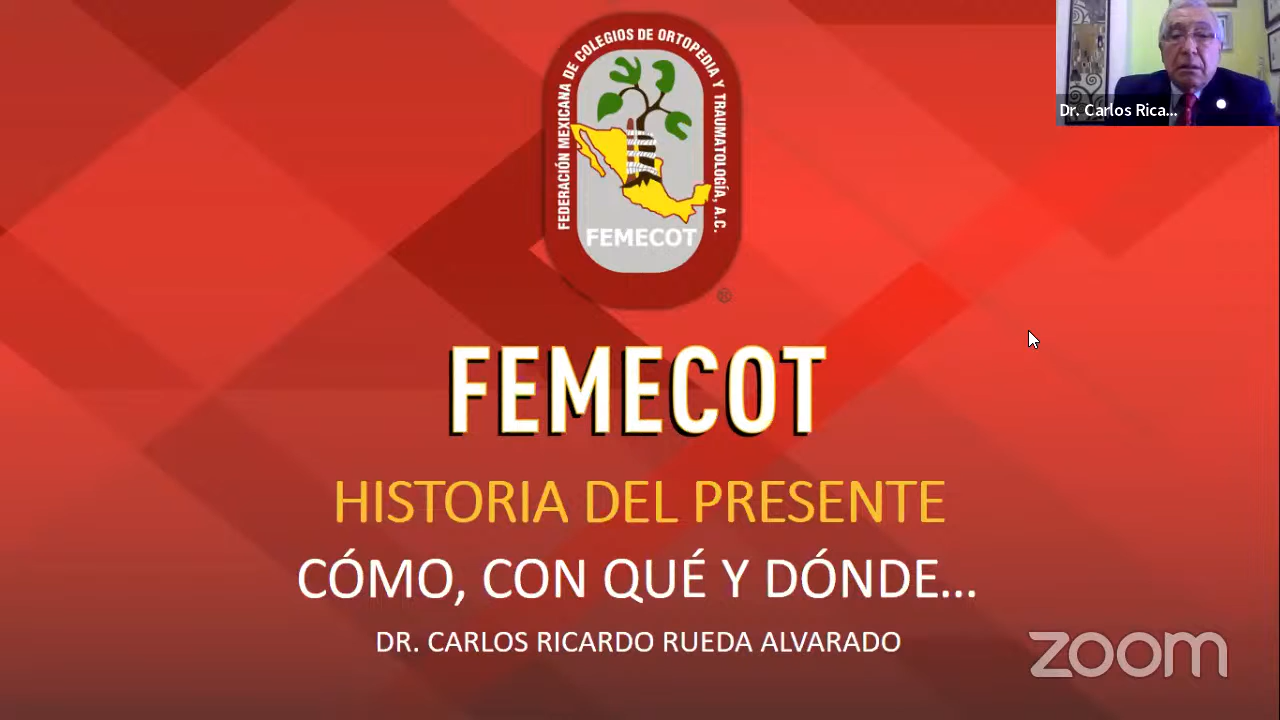 FEDERACIÓN MEXICANA DE COLEGIOS DE ORTOPEDIA Y TRAUMATOLOGÍA, A.C.
FEMECOT
®
Dr. Carlos Rica...
FEMECOT
HISTORIA DEL PRESENTE
CÓMO, CON QUÉ Y DÓNDE...
DR. CARLOS RICARDO RUEDA ALVARADO
zoom